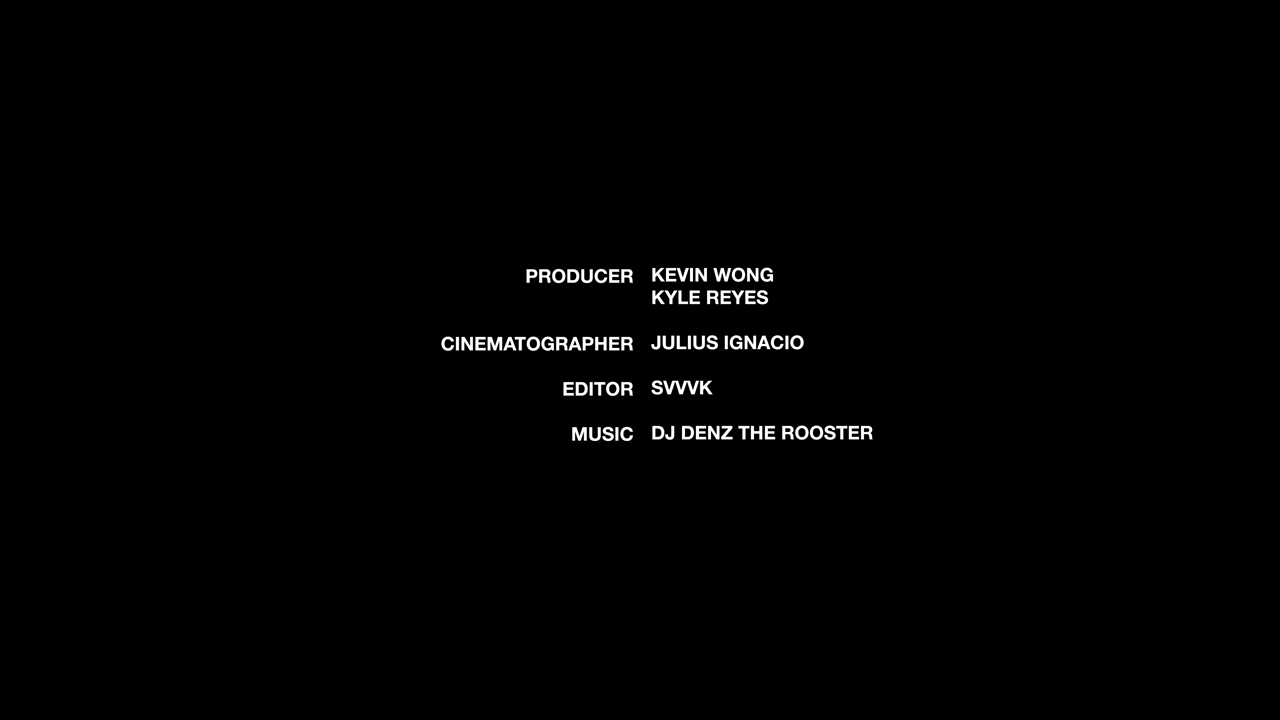 PRODUCER KEVIN WONG
KYLE REYES
CINEMATOGRAPHER JULIUS IGNACIO
EDITOR SVVVK
MUSIC DJ DENZ THE ROOSTER